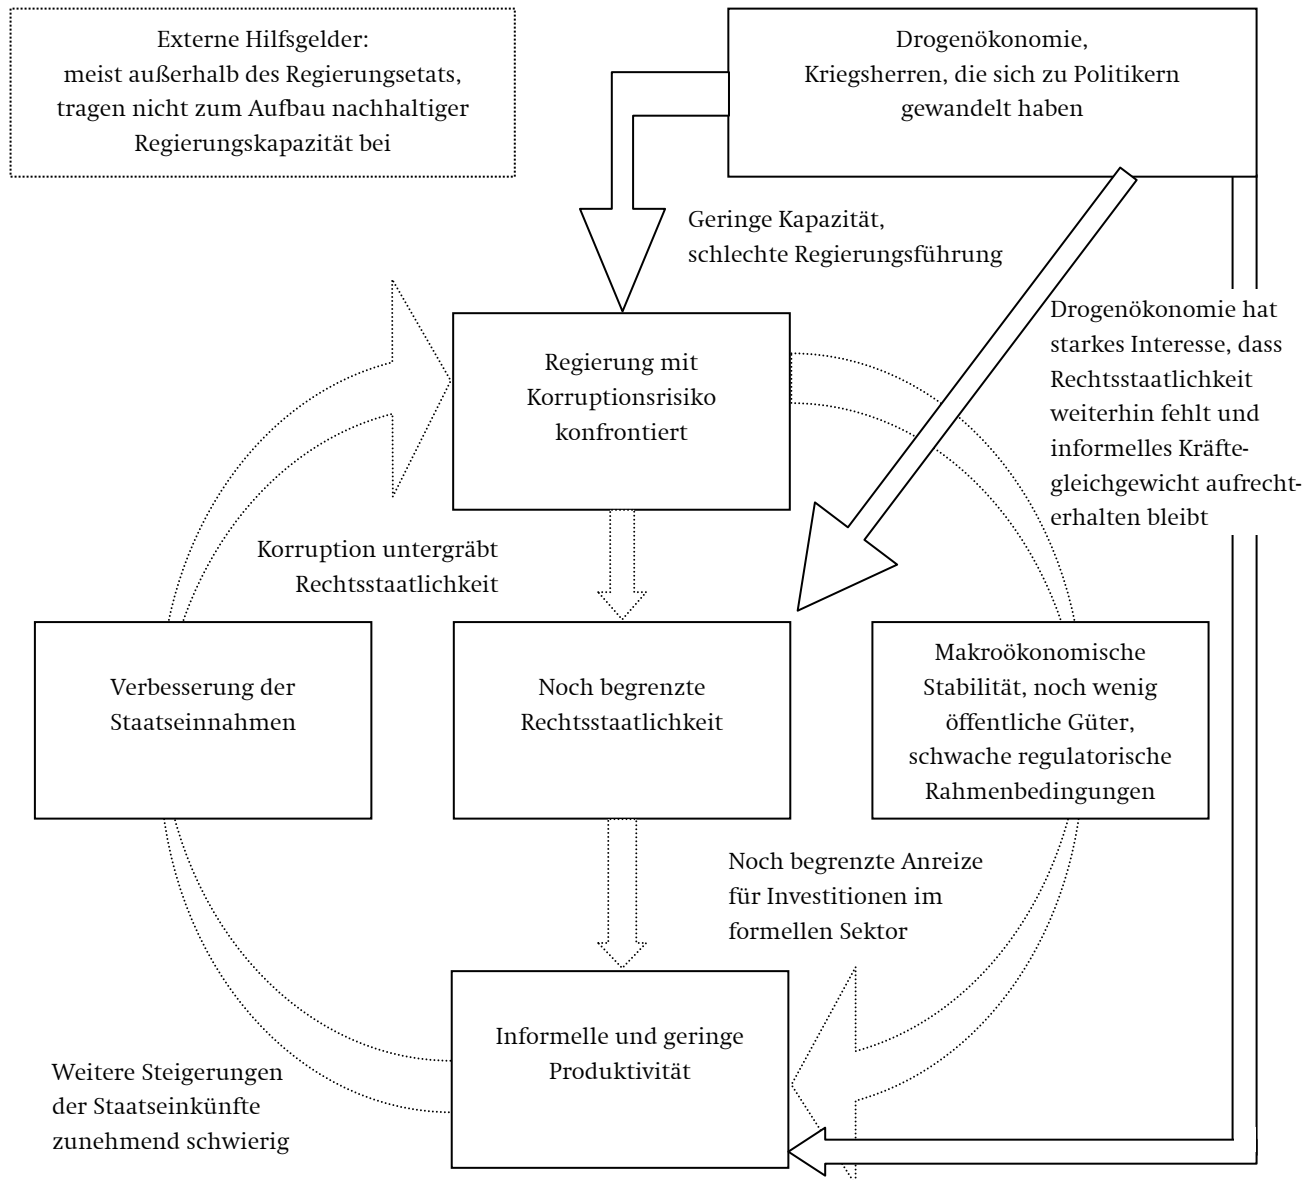 Externe Hilfsgelder:
meist außerhalb des Regierungsetats,
tragen nicht zum Aufbau nachhaltiger
Regierungskapazität bei
Drogenökonomie,
Kriegsherren, die sich zu Politikern
gewandelt haben
Geringe Kapazität,
schlechte Regierungsführung
Drogenökonomie hat
starkes Interesse, dass
Rechtsstaatlichkeit
weiterhin fehlt und
informelles Kräfte-
gleichgewicht aufrecht-
erhalten bleibt
Regierung mit
Korruptionsrisiko
konfrontiert
Korruption untergräbt
Rechtsstaatlichkeit
Verbesserung der
Staatseinnahmen
Noch begrenzte
Rechtsstaatlichkeit
Makroökonomische
Stabilität, noch wenig
öffentliche Güter,
schwache regulatorische
Rahmenbedingungen
Noch begrenzte Anreize
für Investitionen im
formellen Sektor
Informelle und geringe
Produktivität
Weitere Steigerungen
der Staatseinkünfte
zunehmend schwierig